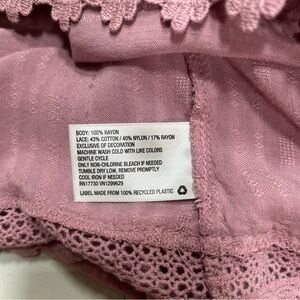 BODY: 100% RAYON
LACE: 43% COTTON / 40% NYLON / 17% RAYON
EXCLUSIVE OF DECORATION
MACHINE WASH COLD WITH LIKE COLORS
GENTLE CYCLE
ONLY NON-CHLORINE BLEACH IF NEEDED
TUMBLE DRY LOW, REMOVE PROMPTLY
COOL IRON IF NEEDED
RN17730 VN1299629
LABEL MADE FROM 100% RECYCLED PLASTIC